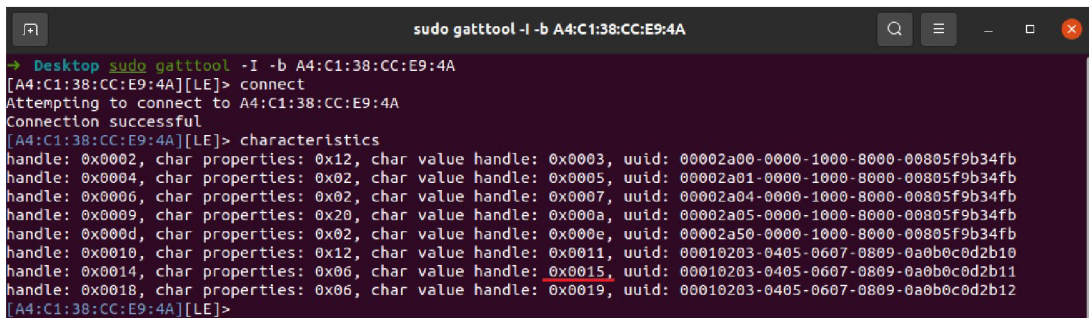 sudo gatttool -I -b A4:C1:38:CC:E9:4A
→ Desktop sudo gatttool -I -b A4:C1:38:CC:E9:4A
[A4:C1:38:CC:E9:4A][LE]> connect
Attempting to connect to A4:C1:38:CC:E9:4A
Connection successful
[A4:C1:38:CC:E9:4A][LE]> characteristics
handle: 0x0002, char properties: 0x12, char value handle: 0x0003, uuid: 00002a00-0000-1000-8000-00805f9b34fb
handle: 0x0004, char properties: 0x02, char value handle: 0x0005, uuid: 00002a01-0000-1000-8000-00805f9b34fb
handle: 0x0006, char properties: 0x02, char value handle: 0x0007, uuid: 00002a04-0000-1000-8000-00805f9b34fb
handle: 0x0009, char properties: 0x20, char value handle: 0x000a, uuid: 00002a05-0000-1000-8000-00805f9b34fb
handle: 0x000d, char properties: 0x02, char value handle: 0x000e, uuid: 00002a50-0000-1000-8000-00805f9b34fb
handle: 0x0010, char properties: 0x12, char value handle: 0x0011, uuid: 00010203-0405-0607-0809-0a0b0c0d2b10
handle: 0x0014, char properties: 0x06, char value handle: 0x0015, uuid: 00010203-0405-0607-0809-0a0b0c0d2b11
handle: 0x0018, char properties: 0x06, char value handle: 0x0019, uuid: 00010203-0405-0607-0809-0a0b0c0d2b12
[A4:C1:38:CC:E9:4A][LE]>